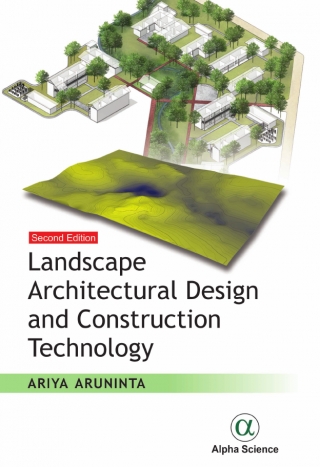 Second Edition
Landscape
Architectural Design
and Construction
Technology
ARIYA ARUNINTA
α
Alpha Science